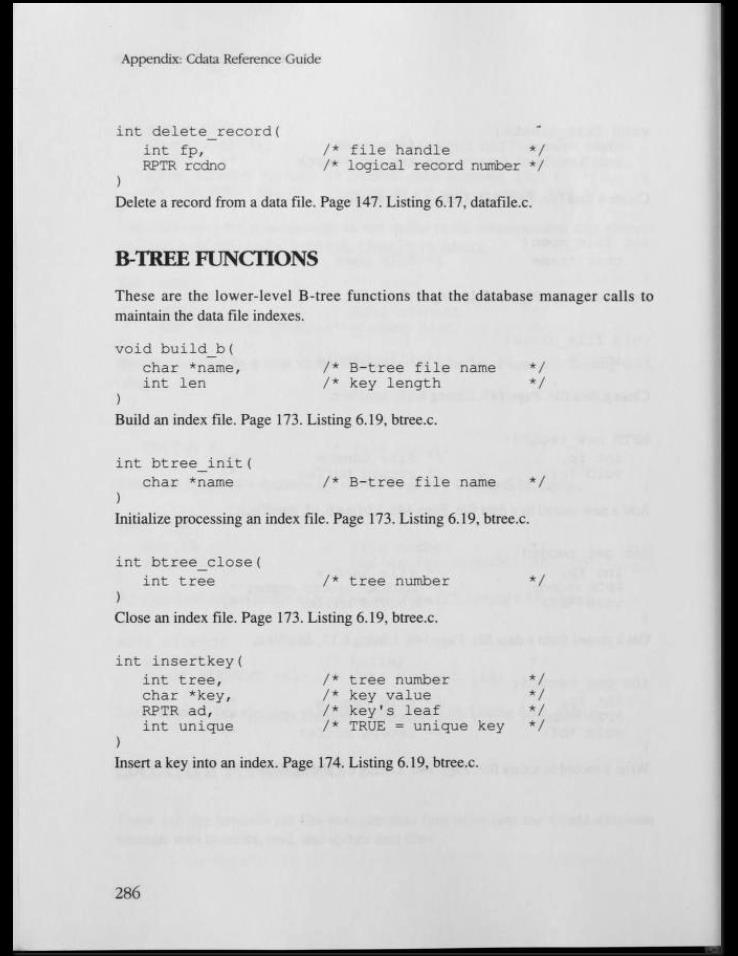 Appendix: Cdata Reference Guide
int delete_record(
int fp, /* file handle */
RPTR rcdno /* logical record number */
)
Delete a record from a data file. Page 147. Listing 6.17, datafile.c.
B-TREE FUNCTIONS
These are the lower-level B-tree functions that the database manager calls to
maintain the data file indexes.
void build_b(
char *name, /* B-tree file name */
int len /* key length */
)
Build an index file. Page 173. Listing 6.19, btree.c.
int btree_init(
char *name /* B-tree file name */
)
Initialize processing an index file. Page 173. Listing 6.19, btree.c.
int btree_close(
int tree /* tree number */
)
Close an index file. Page 173. Listing 6.19, btree.c.
int insertkey(
int tree, /* tree number */
char *key, /* key value */
RPTR ad, /* key's leaf */
int unique /* TRUE = unique key */
)
Insert a key into an index. Page 174. Listing 6.19, btree.c.
286